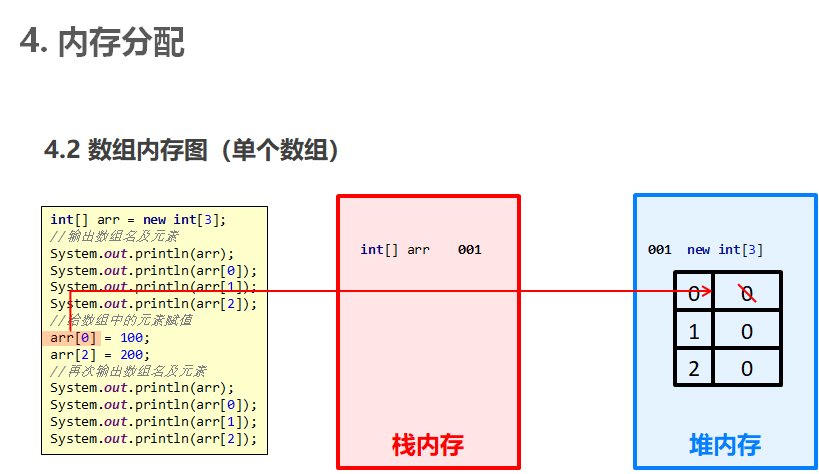 4. 内存分配
4.2 数组内存图（单个数组）
int[] arr = new int[3];
//输出数组名及元素
System.out.println(arr);
System.out.println(arr[0]);
System.out.println(arr[1]);
System.out.println(arr[2]);
//给数组中的元素赋值
arr[0] = 100;
arr[2] = 200;
//再次输出数组名及元素
System.out.println(arr);
System.out.println(arr[0]);
System.out.println(arr[1]);
System.out.println(arr[2]);
int[] arr 001
栈内存
001 new int[3]
0 0
1 0
2 0
堆内存